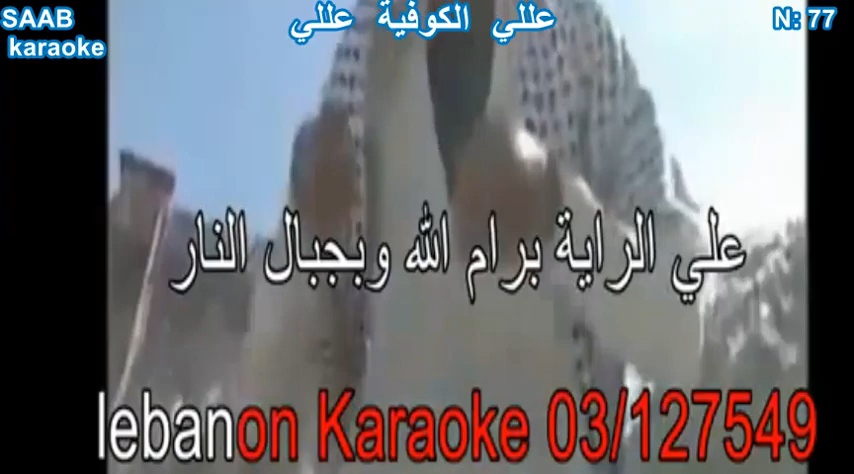 SAAB
karaoke
عللي الكوفية عللي
N: 77
علي الراية برام الله وبجبال النار
lebanon Karaoke 03/127549